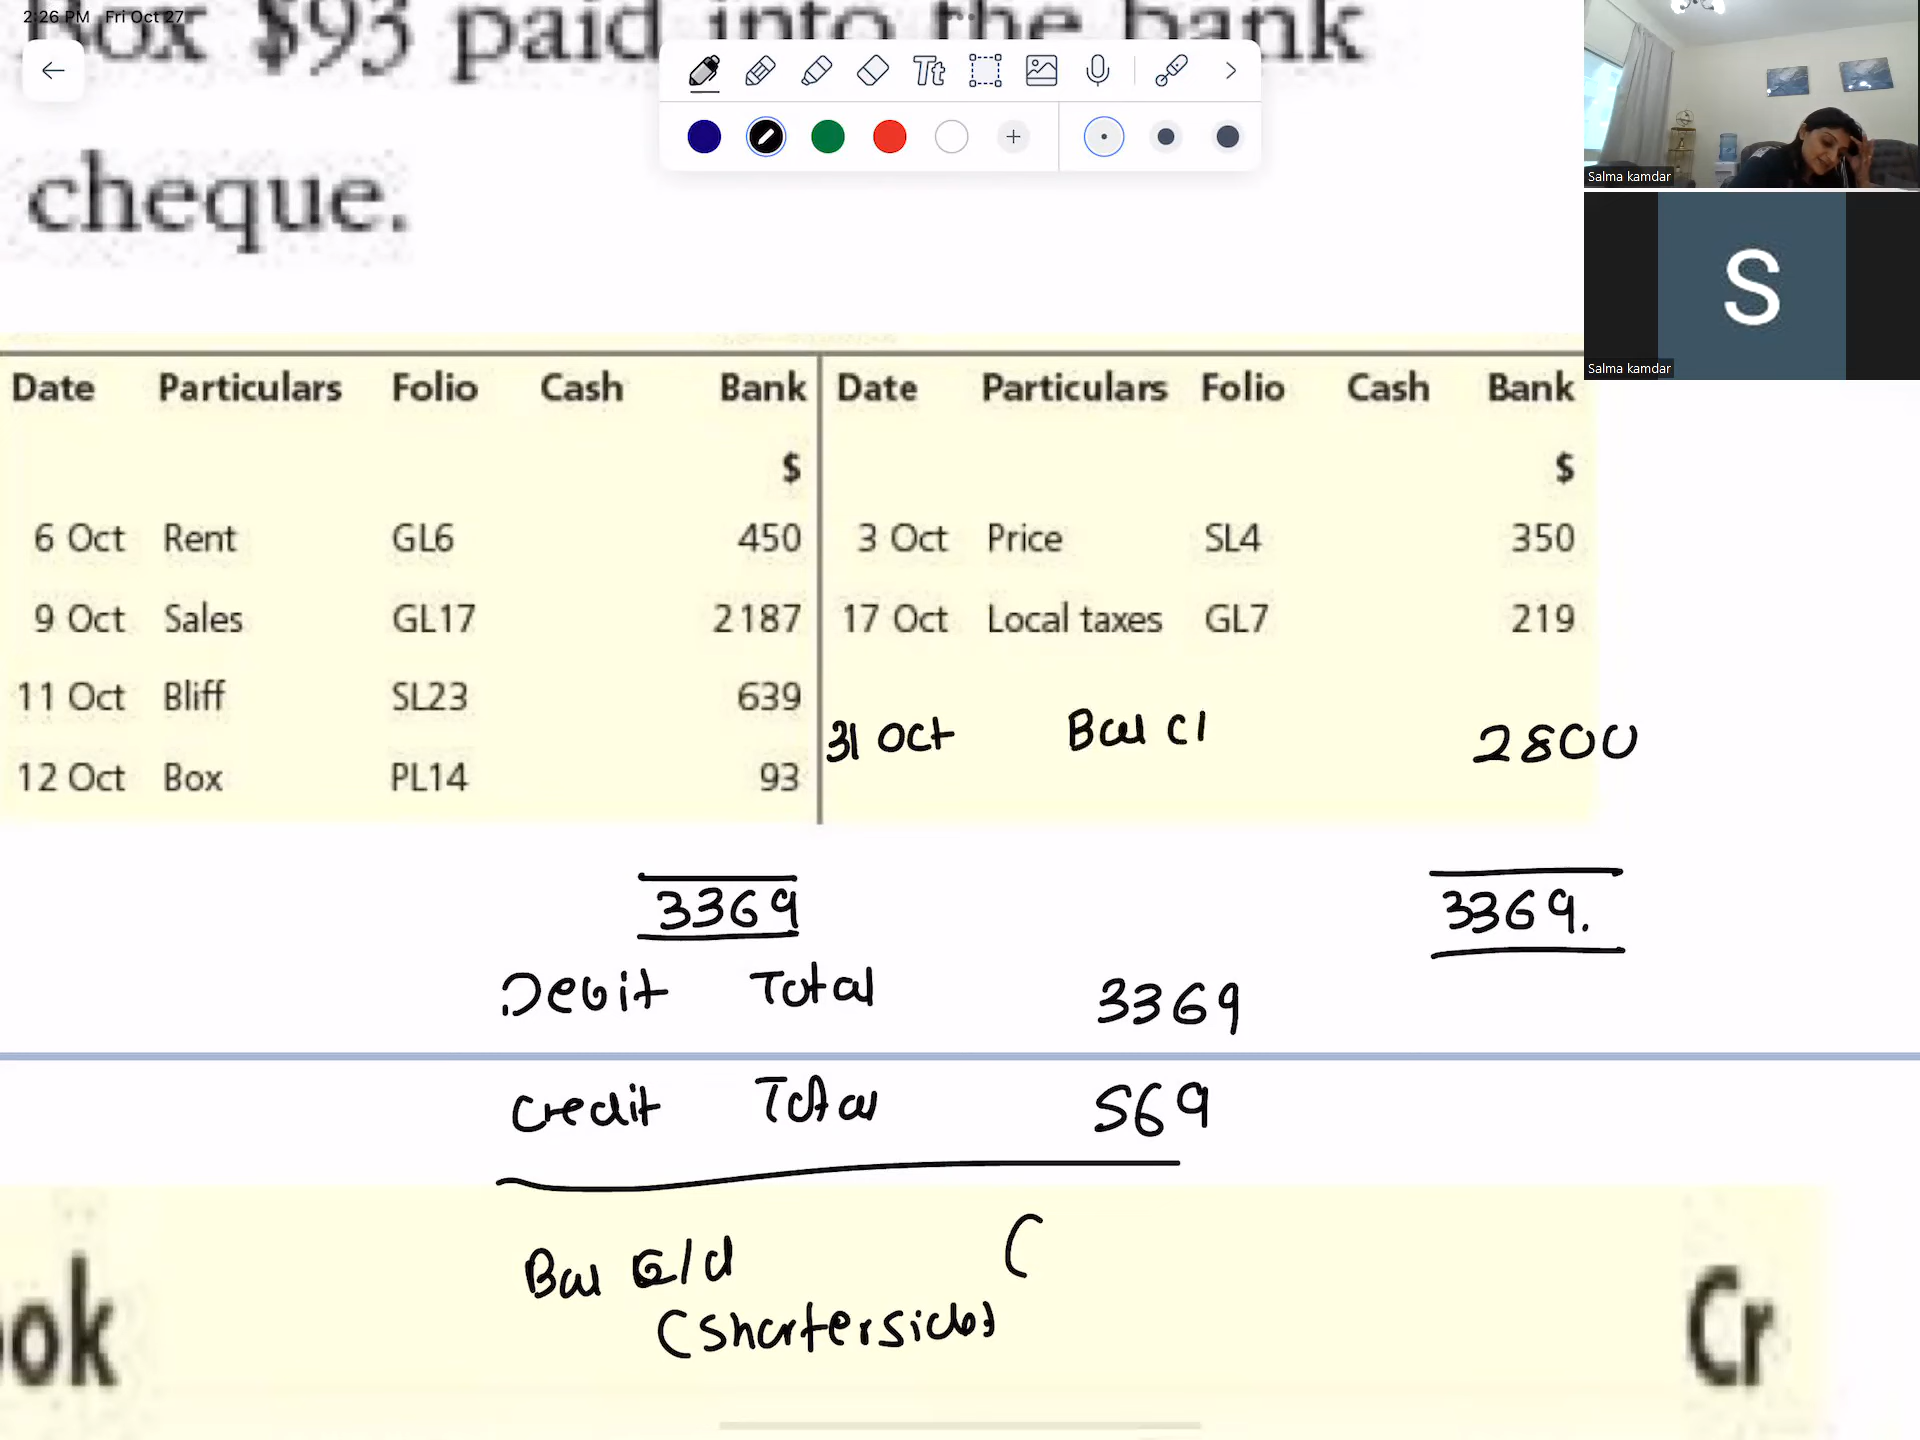 2:26 PM Fri Oct 27
Box $93 paid into the bank
Tt
cheque.
Salma kamdar
S
Salma kamdar
Date Particulars Folio Cash Bank Date Particulars Folio Cash Bank
$ $
6 Oct Rent GL6 450 3 Oct Price SL4 350
9 Oct Sales GL17 2187 17 Oct Local taxes GL7 219
11 Oct Bliff SL23 639
31 Oct Bal c/ 2800
12 Oct Box PL14 93
3369 3369.
Debit Total 3369
Credit Total 569
Bal c/d (
(shorterside)
ok Cr